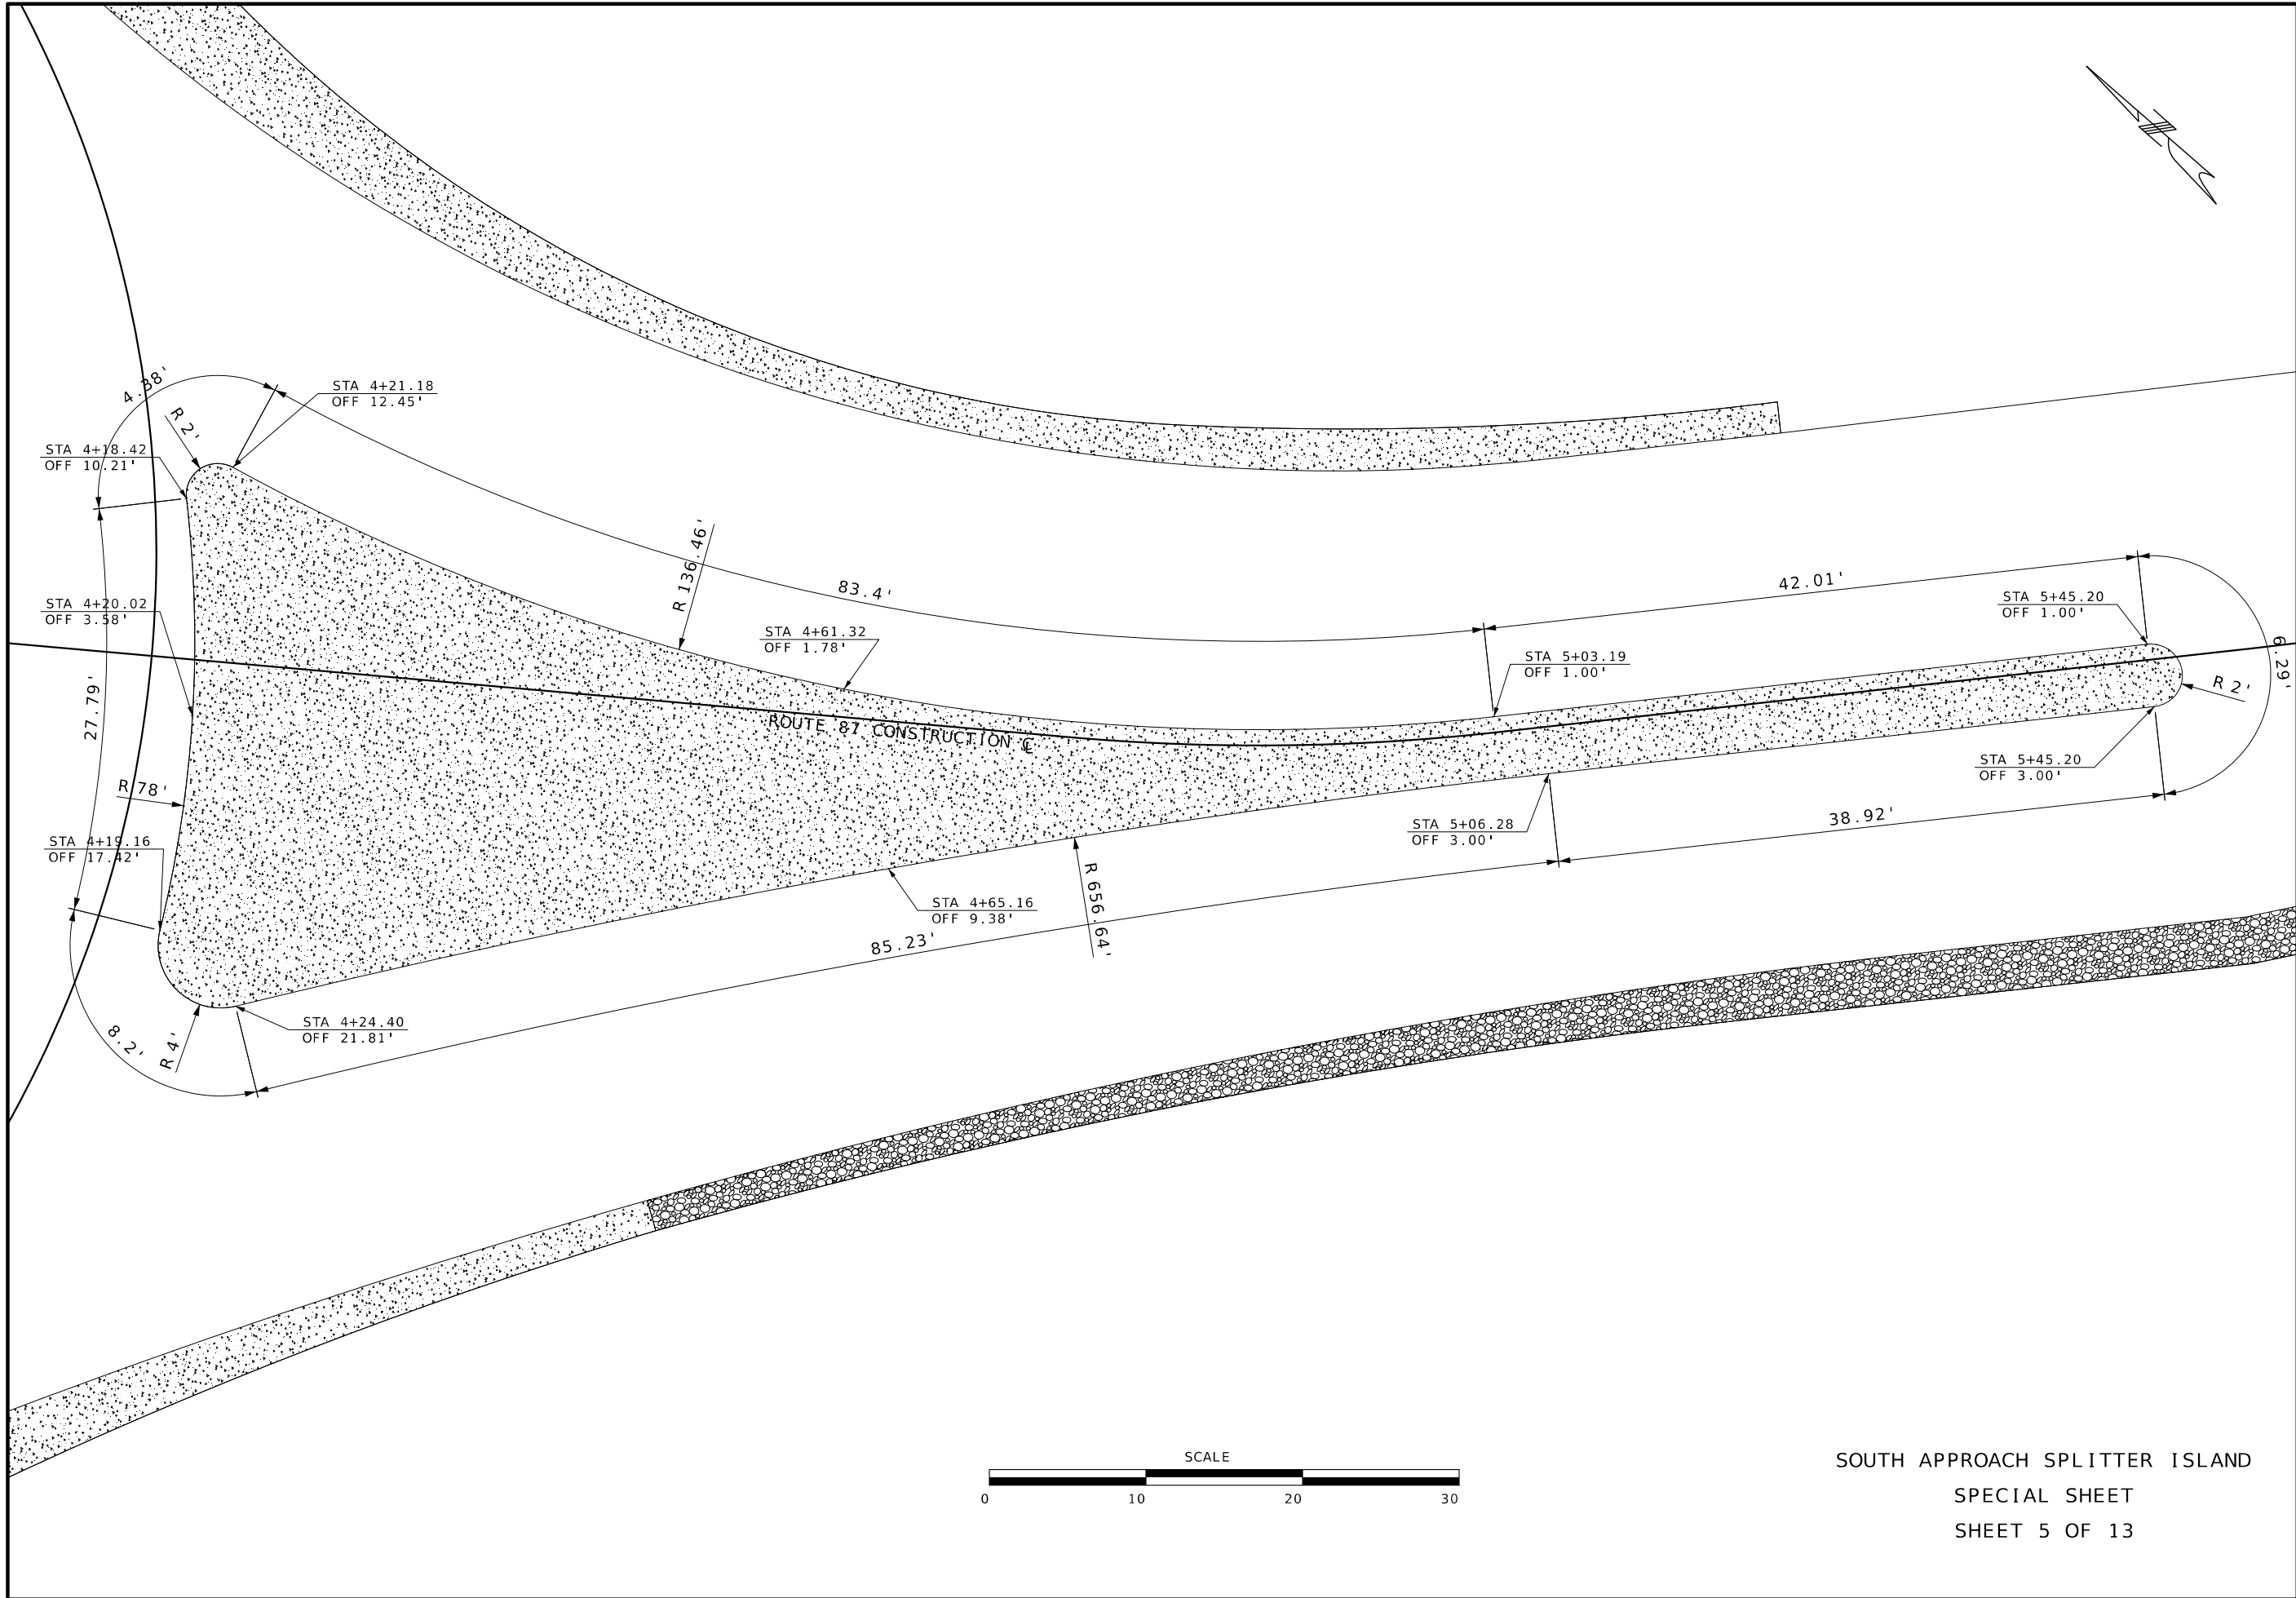 4.38'
R 2'
STA 4+21.18
OFF 12.45'
STA 4+18.42
OFF 10.21'
R 136.46'
83.4'
42.01'
STA 4+20.02
OFF 3.58'
STA 5+45.20
OFF 1.00'
STA 4+61.32
OFF 1.78'
STA 5+03.19
OFF 1.00'
6.29'
R 2'
27.79'
ROUTE 87 CONSTRUCTION ℄
R 78'
STA 5+45.20
OFF 3.00'
38.92'
STA 5+06.28
OFF 3.00'
STA 4+19.16
OFF 17.42'
STA 4+65.16
OFF 9.38'
R 656.64'
85.23'
STA 4+24.40
OFF 21.81'
8.2'
R 4'
SCALE
0 10 20 30
SOUTH APPROACH SPLITTER ISLAND
SPECIAL SHEET
SHEET 5 OF 13